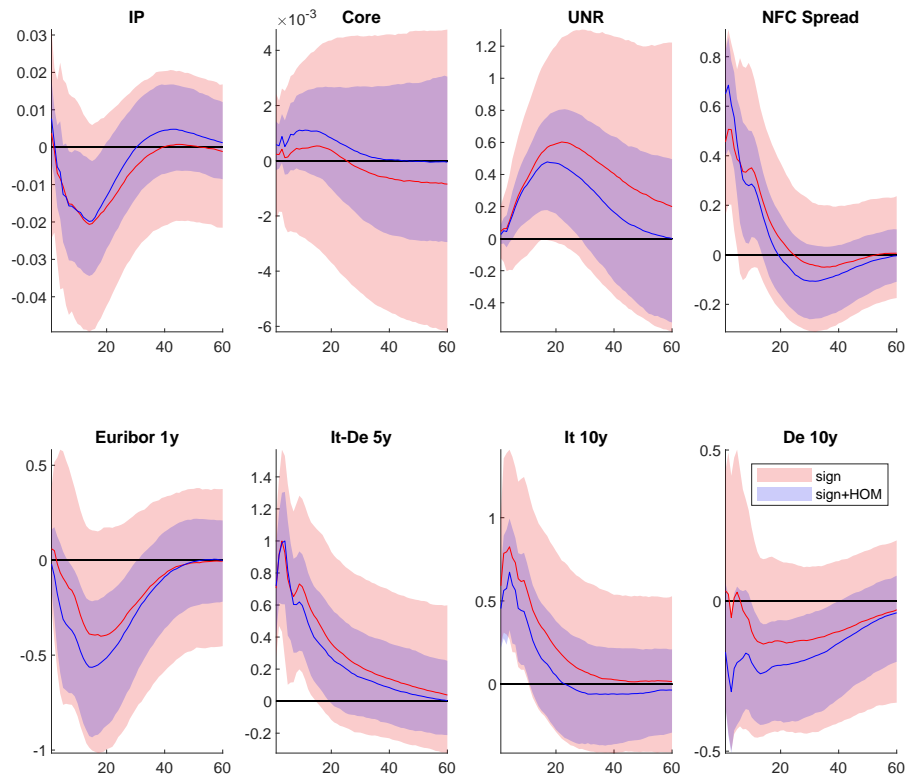 IP
Core
UNR
NFC Spread
×10⁻³
0.03
0.02
0.01
0
-0.01
-0.02
-0.03
-0.04
20 40 60
4
2
0
-2
-4
-6
20 40 60
1.2
1
0.8
0.6
0.4
0.2
0
-0.2
-0.4
20 40 60
0.8
0.6
0.4
0.2
0
-0.2
20 40 60
Euribor 1y
It-De 5y
It 10y
De 10y
0.5
0
-0.5
-1
20 40 60
1.4
1.2
1
0.8
0.6
0.4
0.2
0
-0.2
20 40 60
1
0.5
0
20 40 60
0.5
0
-0.5
20 40 60
sign
sign+HOM